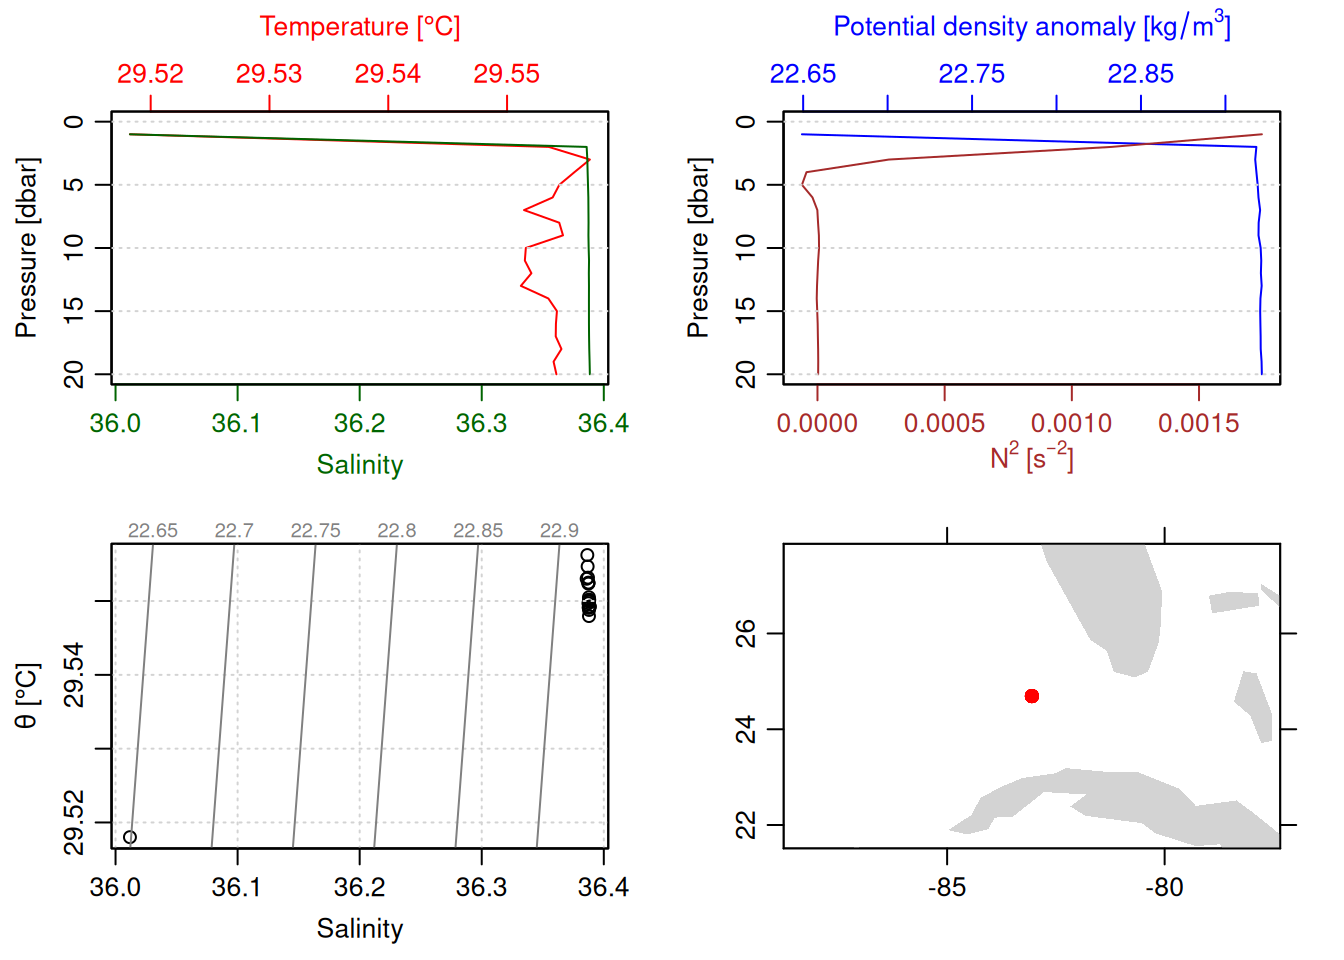 Temperature [°C]
29.52 29.53 29.54 29.55
Pressure [dbar]
0
5
10
15
20
36.0 36.1 36.2 36.3 36.4
Salinity
Potential density anomaly [kg/m³]
22.65 22.75 22.85
Pressure [dbar]
0
5
10
15
20
0.0000 0.0005 0.0010 0.0015
N² [s⁻²]
22.65 22.7 22.75 22.8 22.85 22.9
θ [°C]
29.54
29.52
36.0 36.1 36.2 36.3 36.4
Salinity
26
24
22
-85 -80